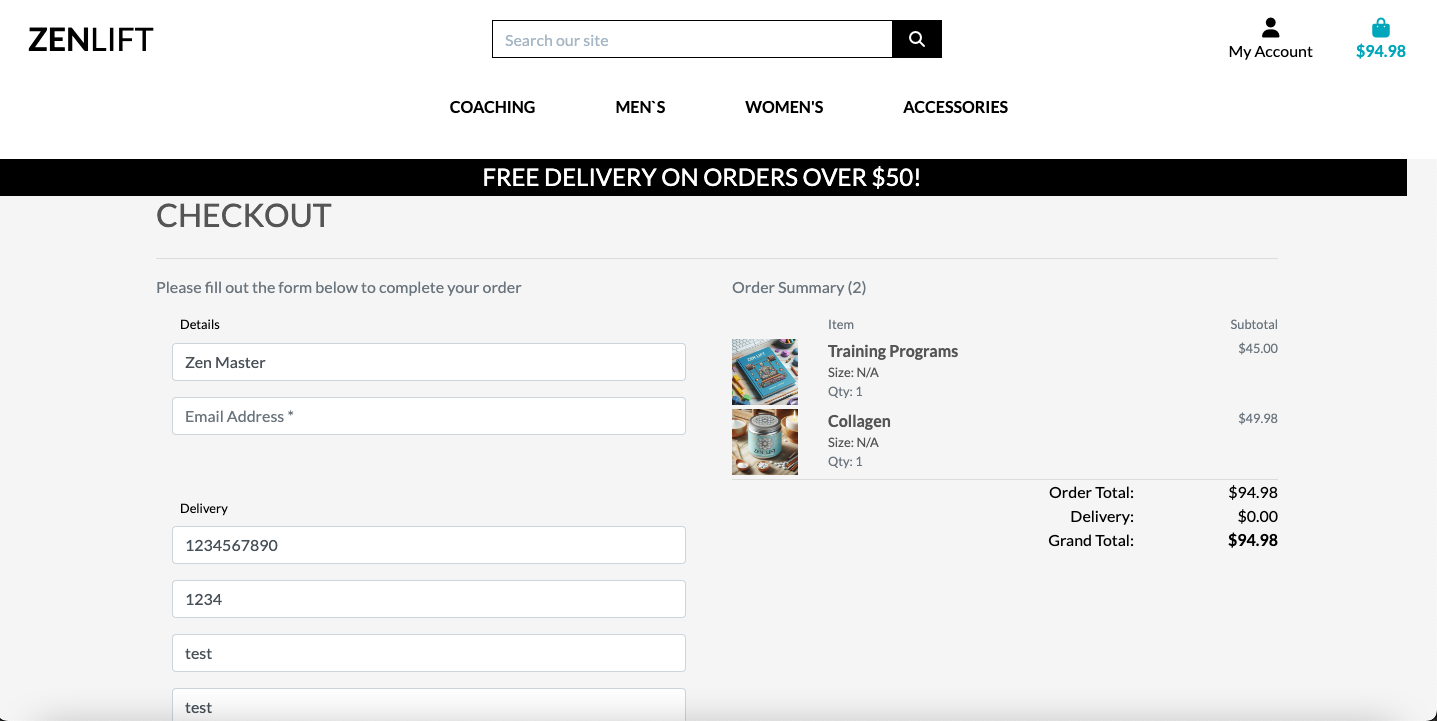 ZENLIFT
Search our site
My Account
$94.98
COACHING
MEN`S
WOMEN'S
ACCESSORIES
FREE DELIVERY ON ORDERS OVER $50!
CHECKOUT
Please fill out the form below to complete your order
Details
Zen Master
Email Address *
Delivery
1234567890
1234
test
test
Order Summary (2)
Item Subtotal
Training Programs $45.00
Size: N/A
Qty: 1
Collagen $49.98
Size: N/A
Qty: 1
Order Total: $94.98
Delivery: $0.00
Grand Total: $94.98